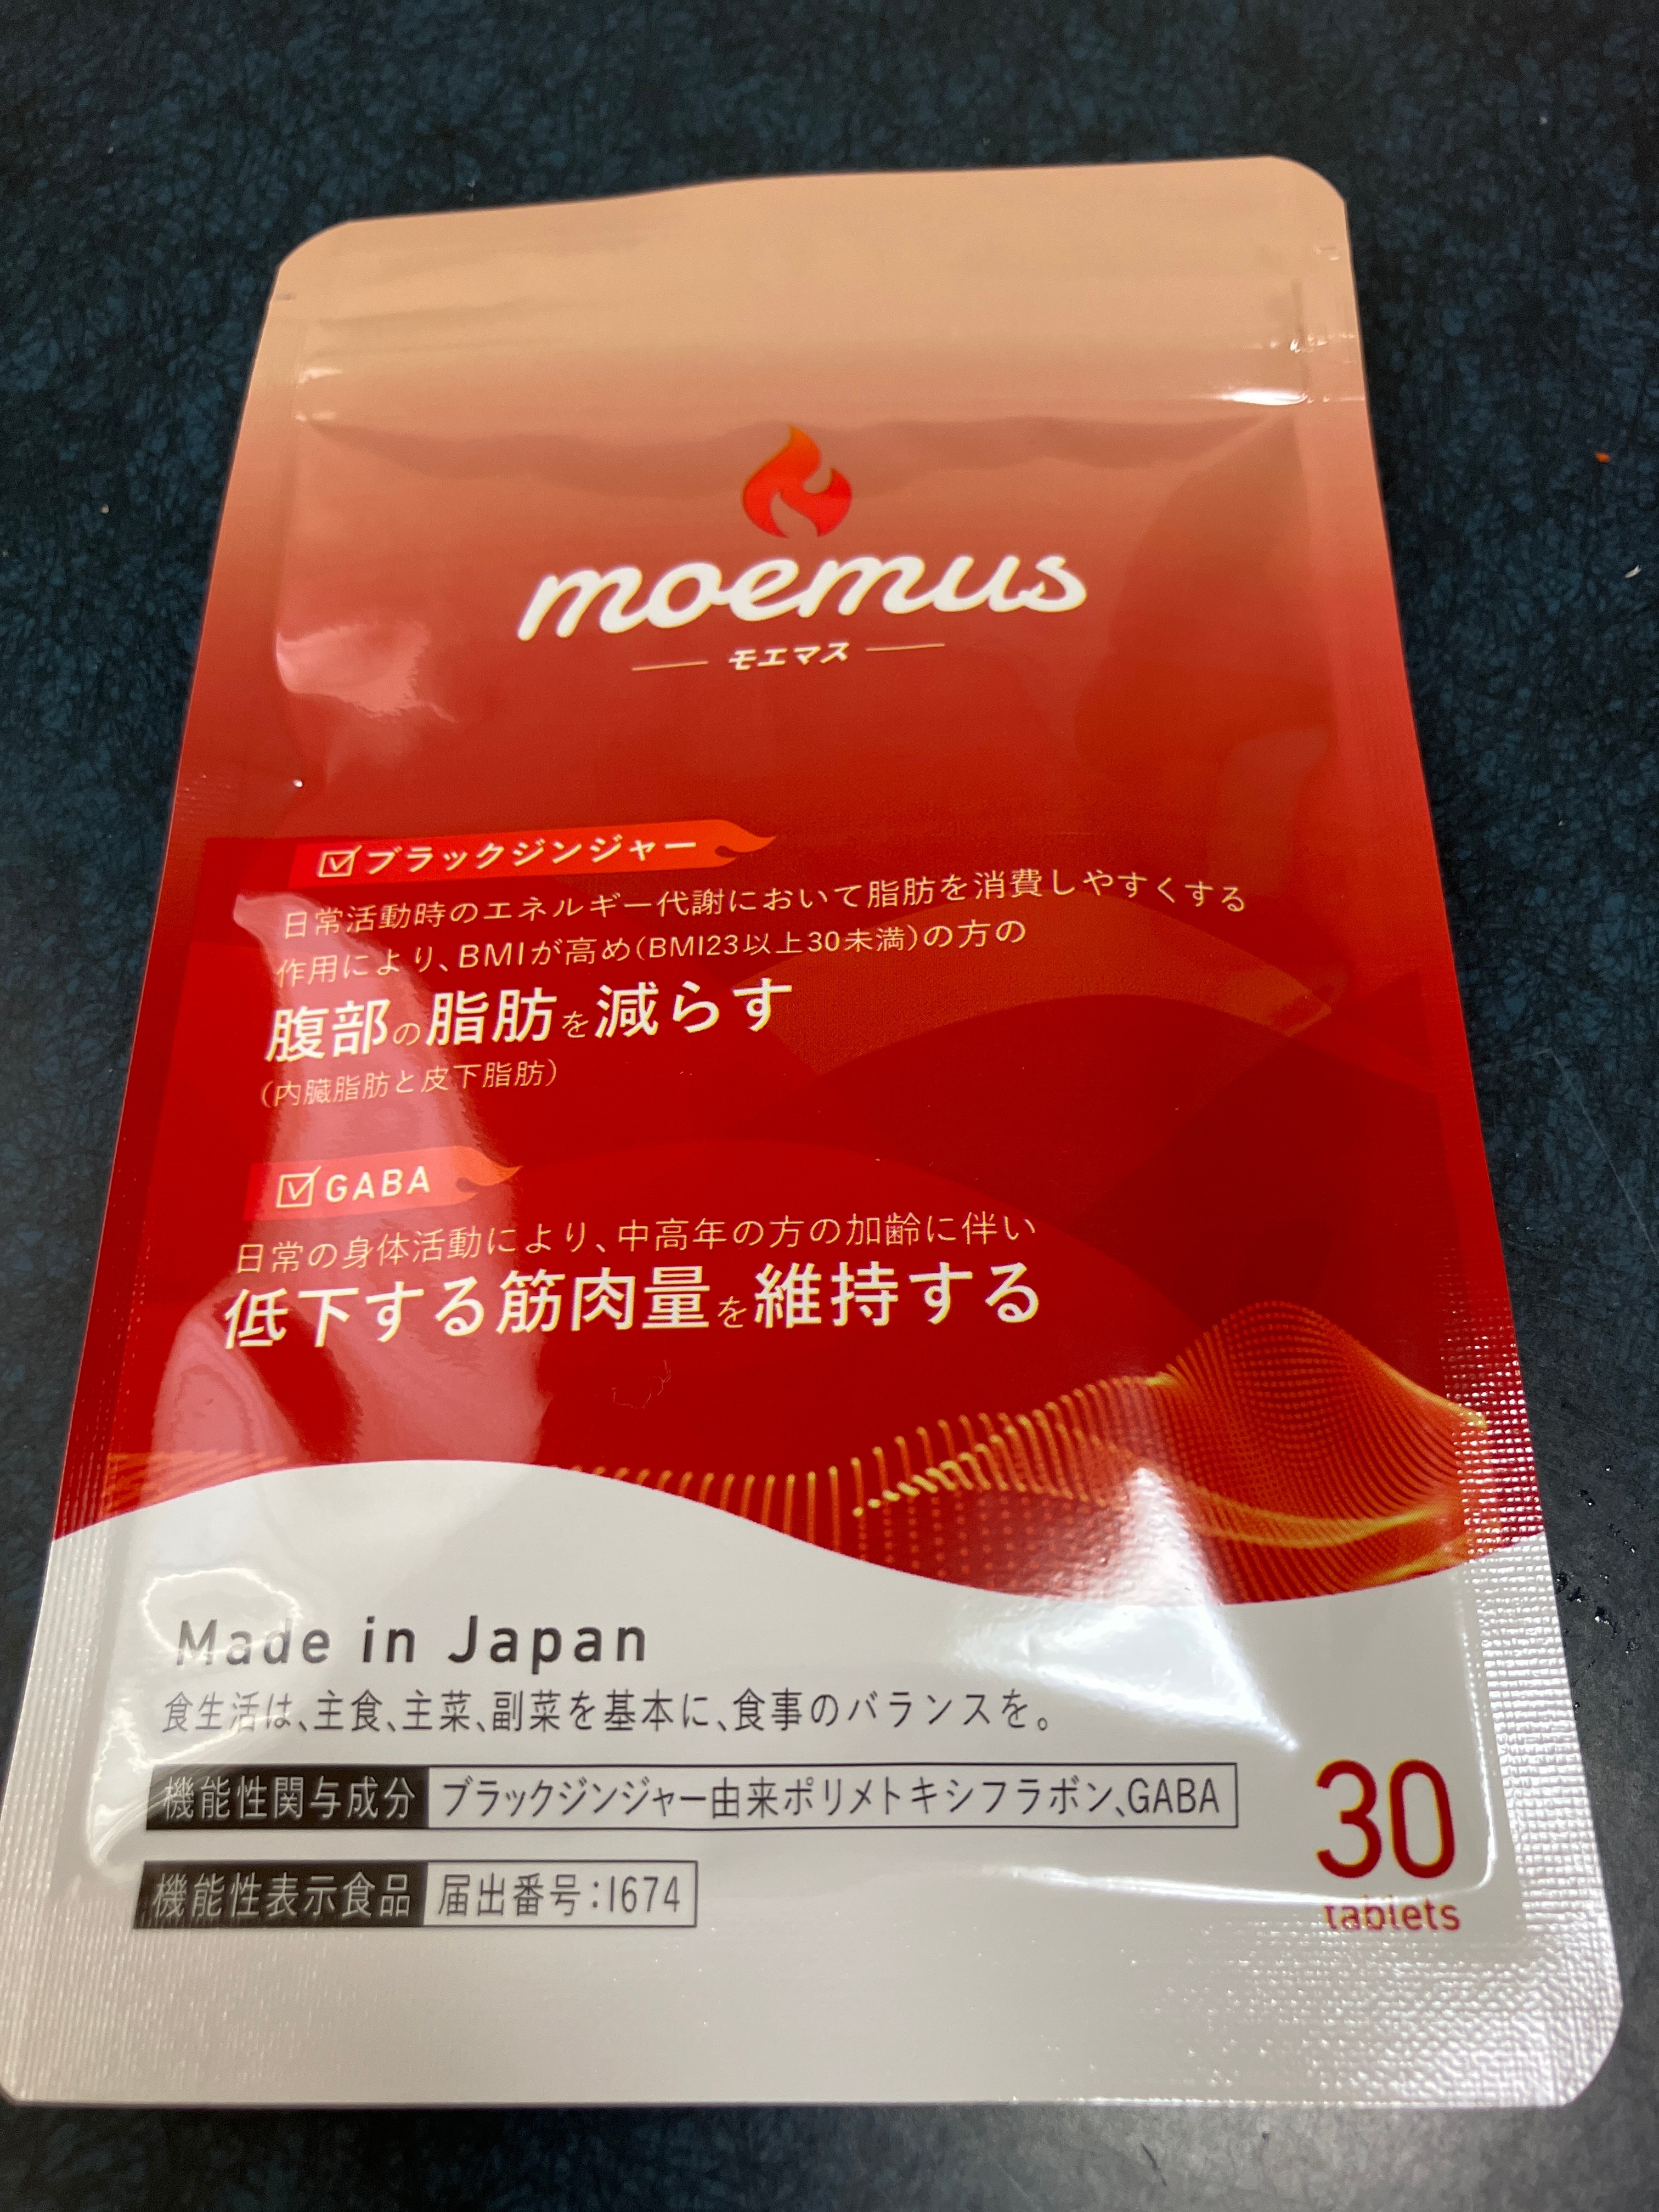 moemus
モエマス
ブラックジンジャー
日常活動時のエネルギー代謝において脂肪を消費しやすくする
作用により、BMIが高め(BMI23以上30未満)の方の
腹部の脂肪を減らす
(内臓脂肪と皮下脂肪)
GABA
日常の身体活動により、中高年の方の加齢に伴い
低下する筋肉量を維持する
Made in Japan
食生活は、主食、主菜、副菜を基本に、食事のバランスを。
機能性関与成分 ブラックジンジャー由来ポリメトキシフラボン、GABA
機能性表示食品 届出番号:I674
30
tablets